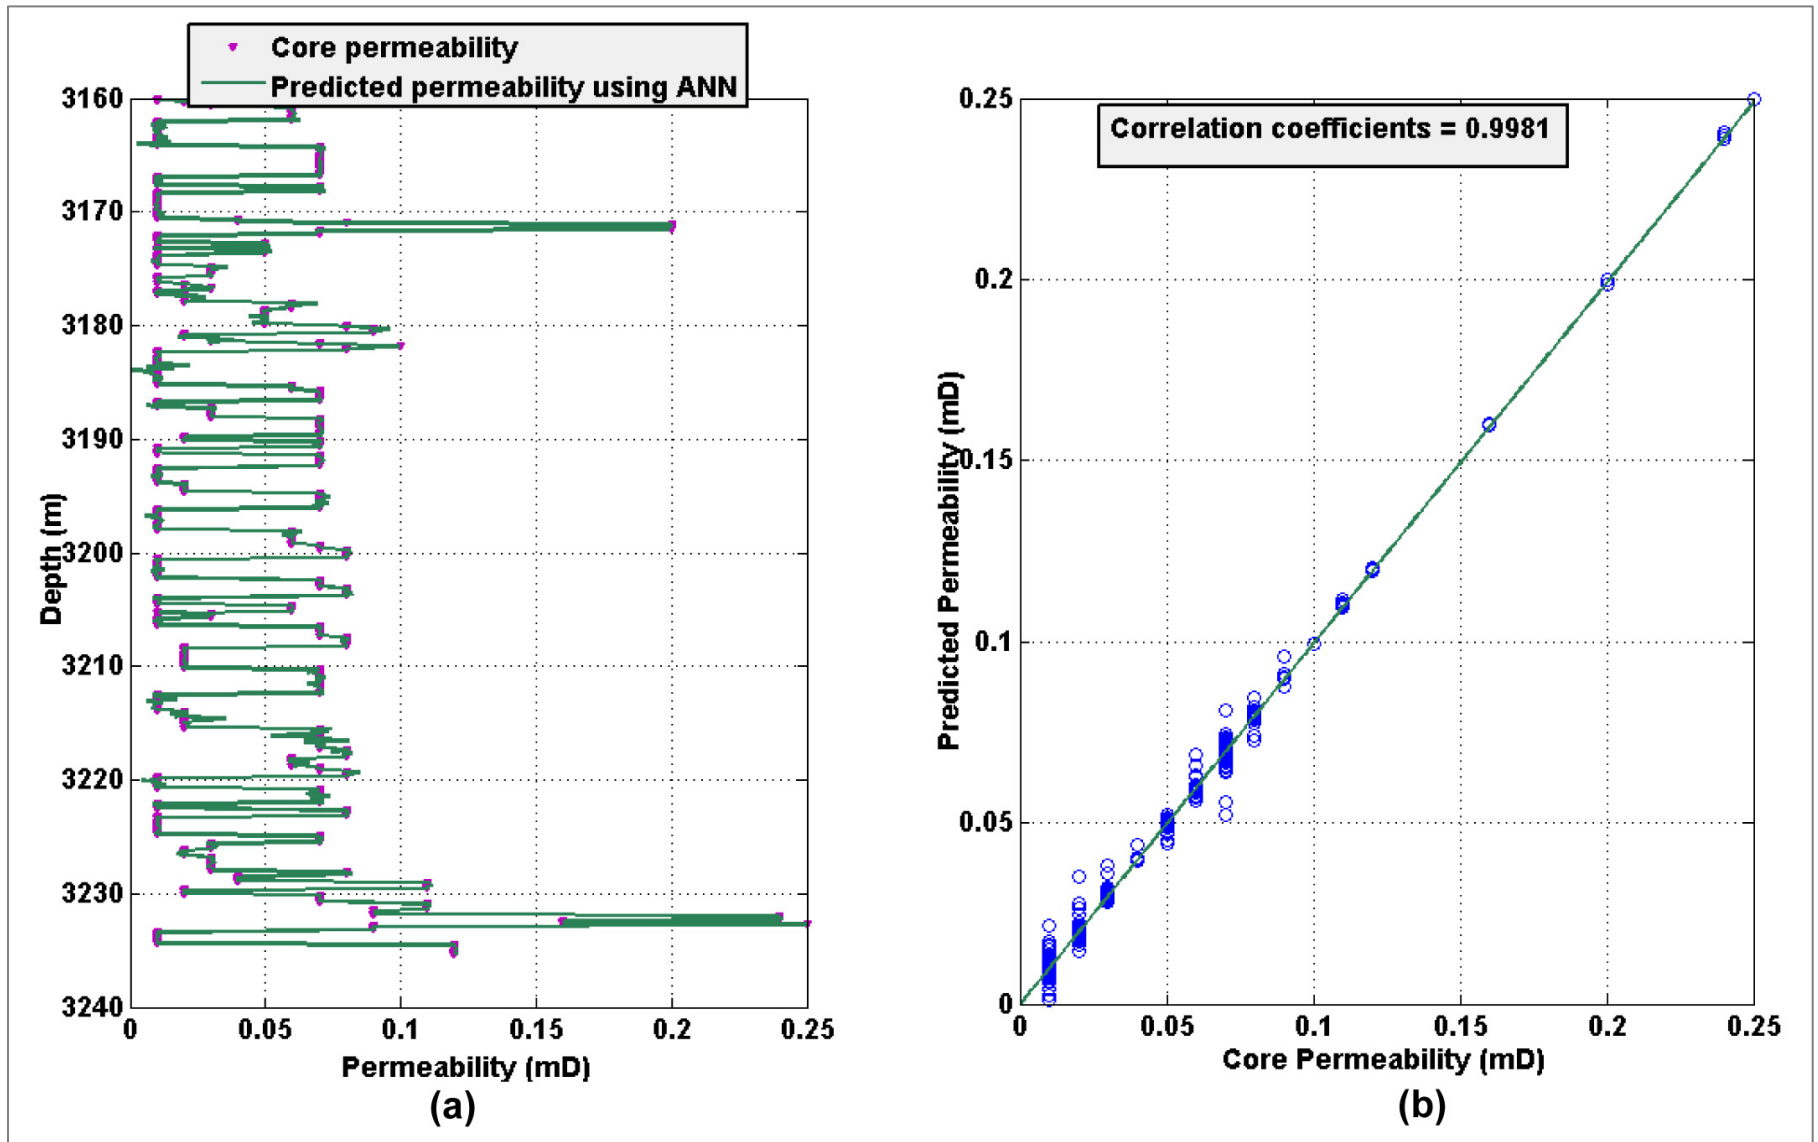 Core permeability
Predicted permeability using ANN
3160
3170
3180
3190
3200
3210
3220
3230
3240
Depth (m)
0 0.05 0.1 0.15 0.2 0.25
Permeability (mD)
(a)
Correlation coefficients = 0.9981
0.25
0.2
0.15
0.1
0.05
0
Predicted Permeability (mD)
0 0.05 0.1 0.15 0.2 0.25
Core Permeability (mD)
(b)